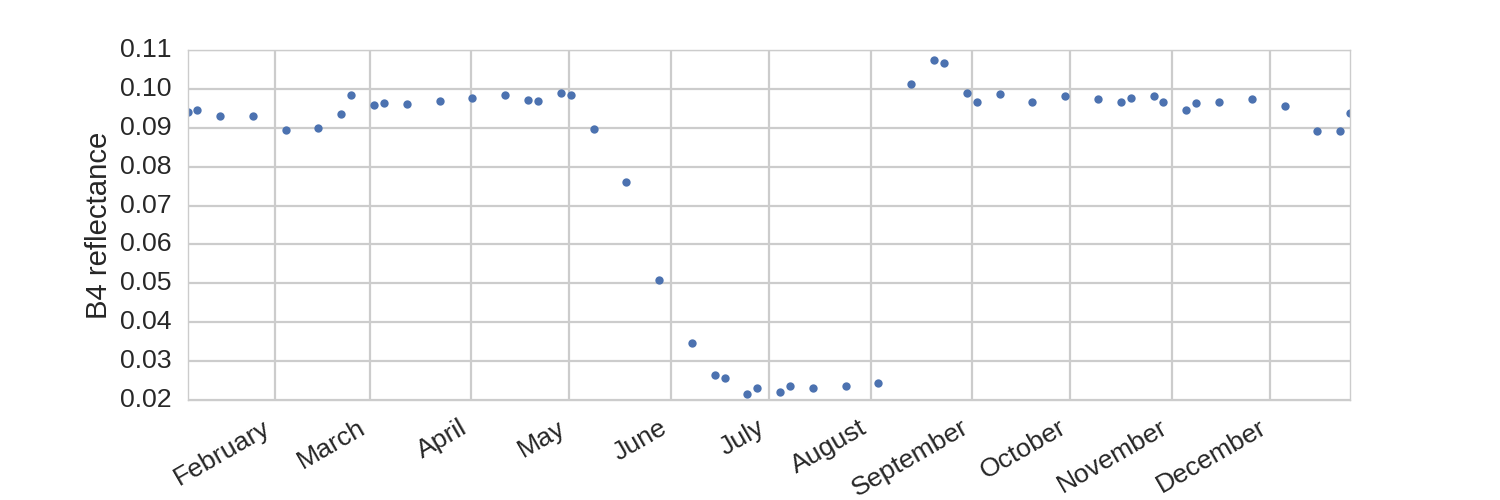 0.11
0.10
0.09
0.08
0.07
0.06
0.05
0.04
0.03
0.02
B4 reflectance
February
March
April
May
June
July
August
September
October
November
December